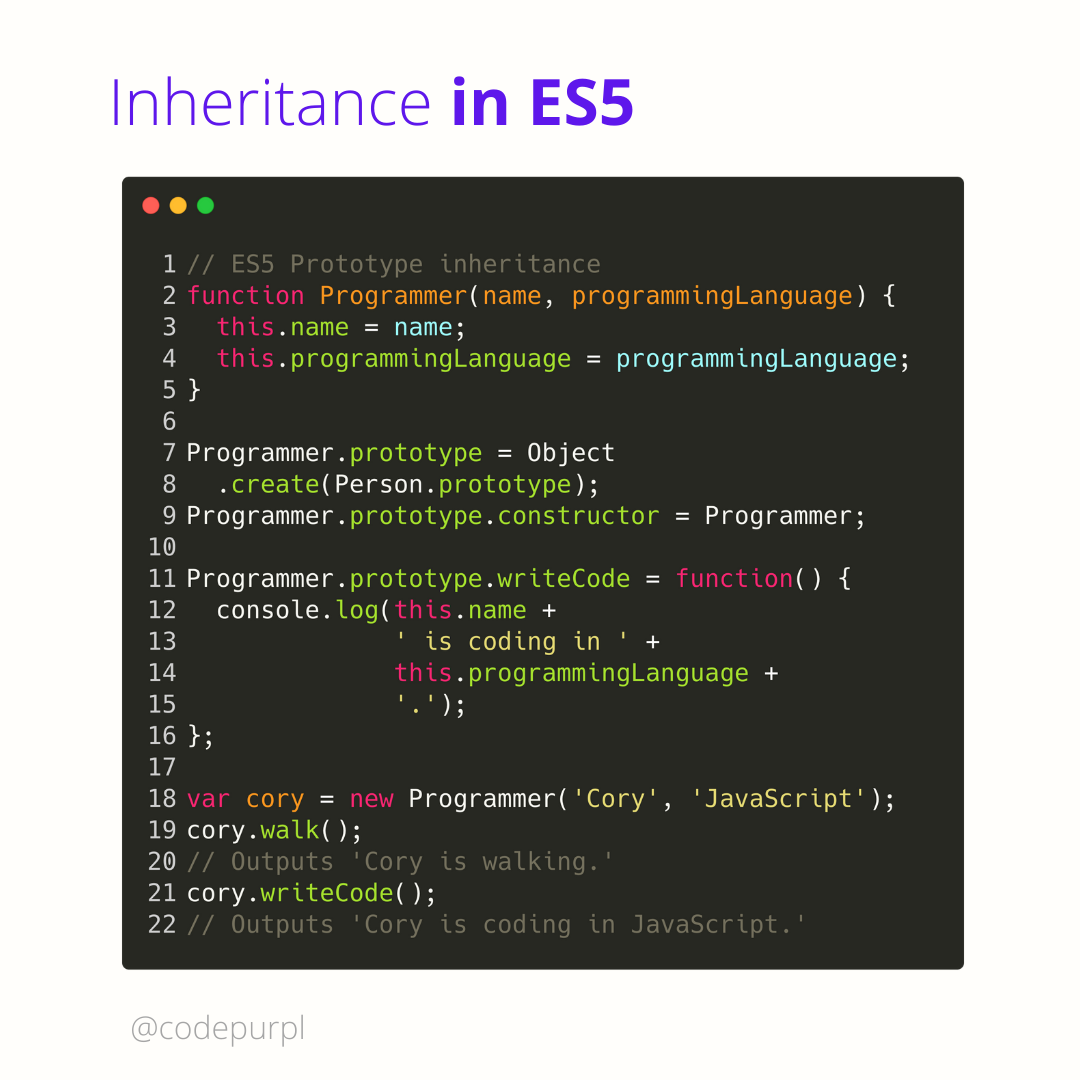 Inheritance in ES5
1 // ES5 Prototype inheritance
2 function Programmer(name, programmingLanguage) {
3   this.name = name;
4   this.programmingLanguage = programmingLanguage;
5 }
6
7 Programmer.prototype = Object
8   .create(Person.prototype);
9 Programmer.prototype.constructor = Programmer;
10
11 Programmer.prototype.writeCode = function() {
12   console.log(this.name +
13               ' is coding in ' +
14               this.programmingLanguage +
15               '.');
16 };
17
18 var cory = new Programmer('Cory', 'JavaScript');
19 cory.walk();
20 // Outputs 'Cory is walking.'
21 cory.writeCode();
22 // Outputs 'Cory is coding in JavaScript.'
@codepurpl